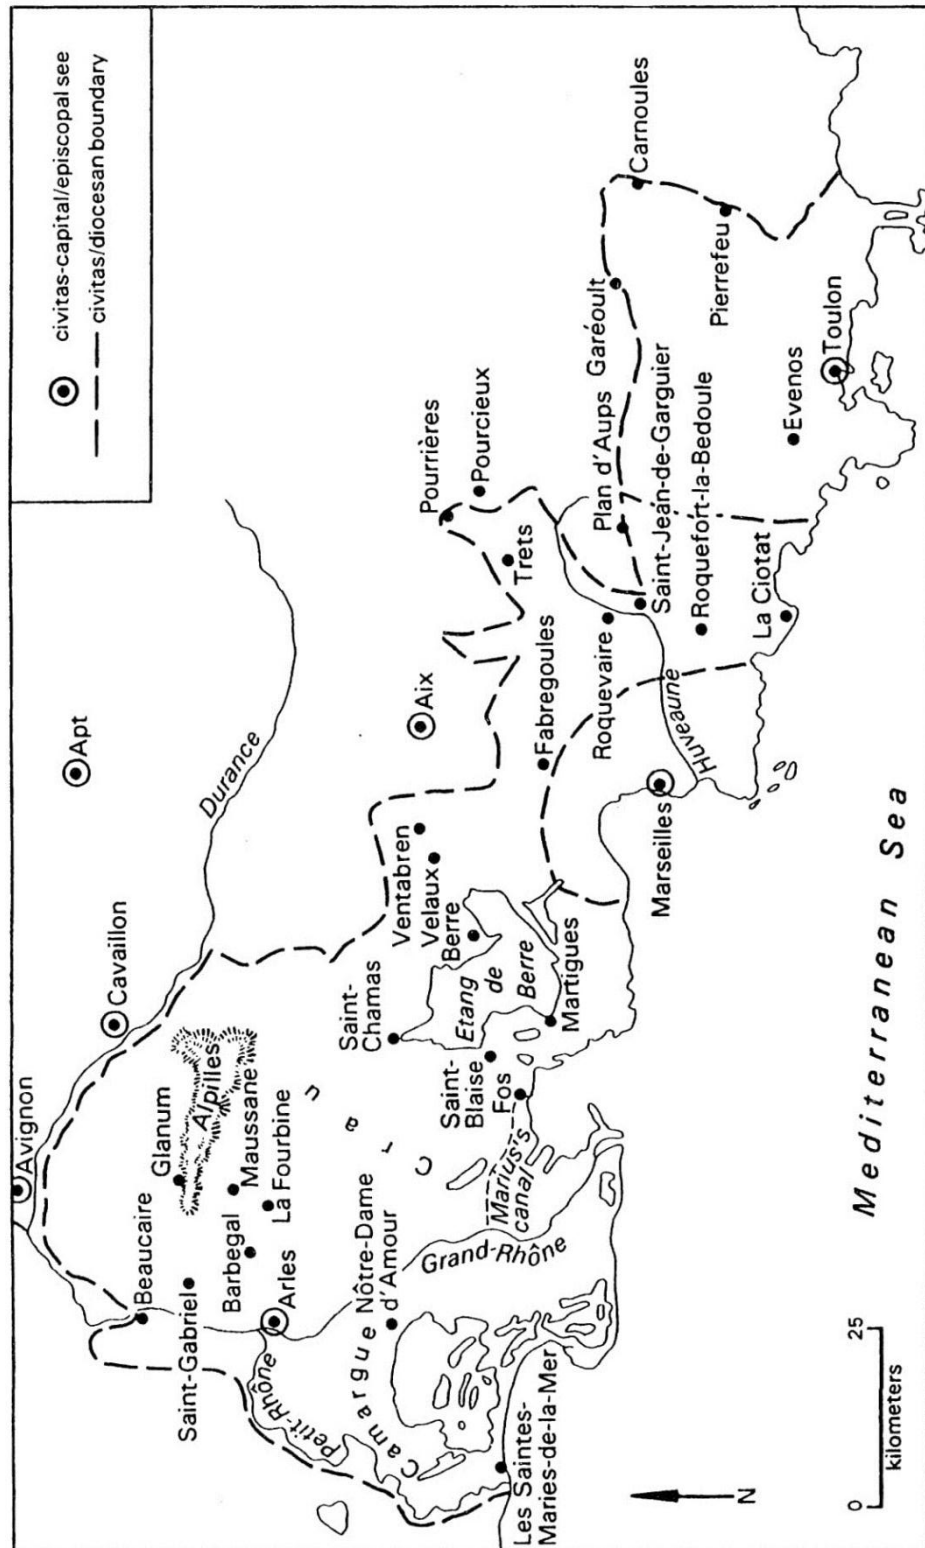 civitas-capital/episcopal see
civitas/diocesan boundary
Avignon
Cavaillon
Apt
Durance
Beaucaire
Glanum
Alpilles
Saint-Gabriel
Maussane
Barbegal
La Fourbine
Arles
Petit-Rhône
Camargue
Nôtre-Dame
d'Amour
Grand-Rhône
Crau
Marius's
canal
Les Saintes-
Maries-de-la-Mer
Saint-
Chamas
Saint-
Blaise
Fos
Etang
de
Berre
Martigues
Berre
Velaux
Ventabren
Aix
Fabregoules
Marseilles
Huveaune
Roquevaire
Trets
Pourrières
Pourcieux
Plan d'Aups
Saint-Jean-de-Garguier
Roquefort-la-Bedoule
La Ciotat
Garéoult
Carnoules
Pierrefeu
Evenos
Toulon
Mediterranean Sea
N
0
25
kilometers